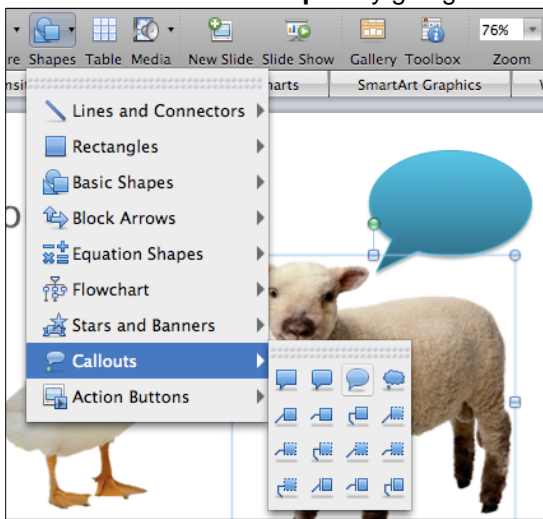 76%
Shapes Table Media New Slide Slide Show Gallery Toolbox Zoom
SmartArt Graphics
Lines and Connectors
Rectangles
Basic Shapes
Block Arrows
Equation Shapes
Flowchart
Stars and Banners
Callouts
Action Buttons